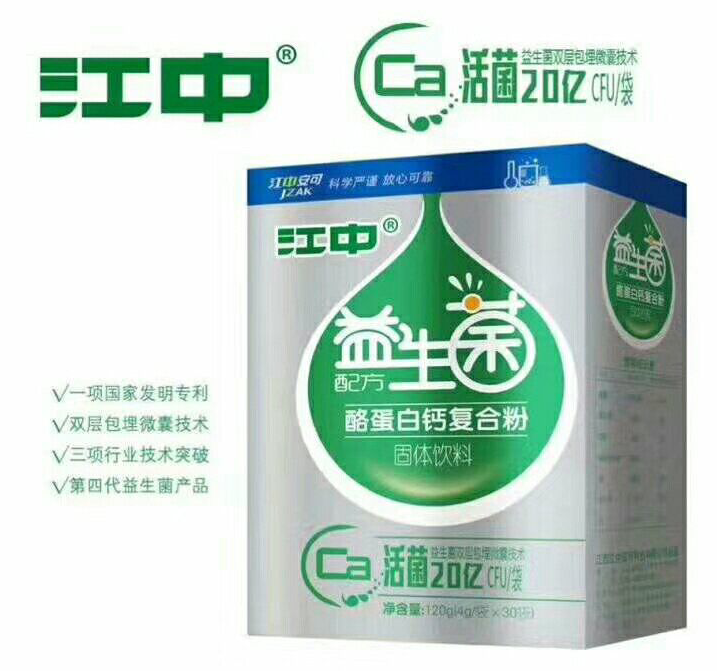 江中®
Ca
活菌20亿CFU/袋
益生菌双层包埋微囊技术
江中安可
JZAK
科学严谨 放心可靠
江中®
益生菌
配方
酪蛋白钙复合粉
固体饮料
Ca
活菌20亿CFU/袋
益生菌双层包埋微囊技术
净含量:120g(4g/袋×30袋)
益生菌
配方
酪蛋白钙复合粉
√一项国家发明专利
√双层包埋微囊技术
√三项行业技术突破
√第四代益生菌产品